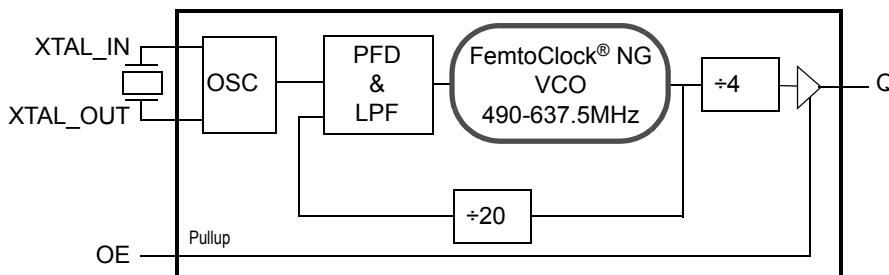 XTAL_IN
XTAL_OUT
OSC
PFD
&
LPF
FemtoClock® NG
VCO
490-637.5MHz
÷4
Q
÷20
OE
Pullup